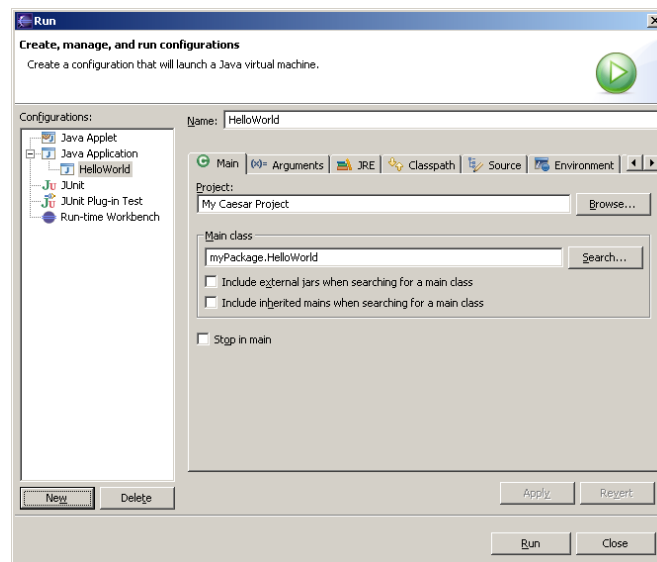 Run
Create, manage, and run configurations
Create a configuration that will launch a Java virtual machine.
Configurations:
Java Applet
Java Application
HelloWorld
JUnit
JUnit Plug-in Test
Run-time Workbench
New
Delete
Name: HelloWorld
Main (x)= Arguments JRE Classpath Source Environment
Project:
My Caesar Project
Browse...
Main class
myPackage.HelloWorld
Search...
Include external jars when searching for a main class
Include inherited mains when searching for a main class
Stop in main
Apply
Revert
Run
Close